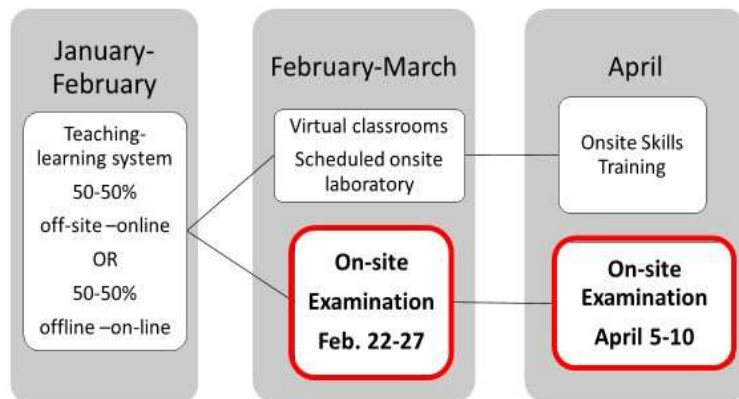 January-
February
Teaching-
learning system
50-50%
off-site –online
OR
50-50%
offline –on-line
February-March
Virtual classrooms
Scheduled onsite
laboratory
On-site
Examination
Feb. 22-27
April
Onsite Skills
Training
On-site
Examination
April 5-10